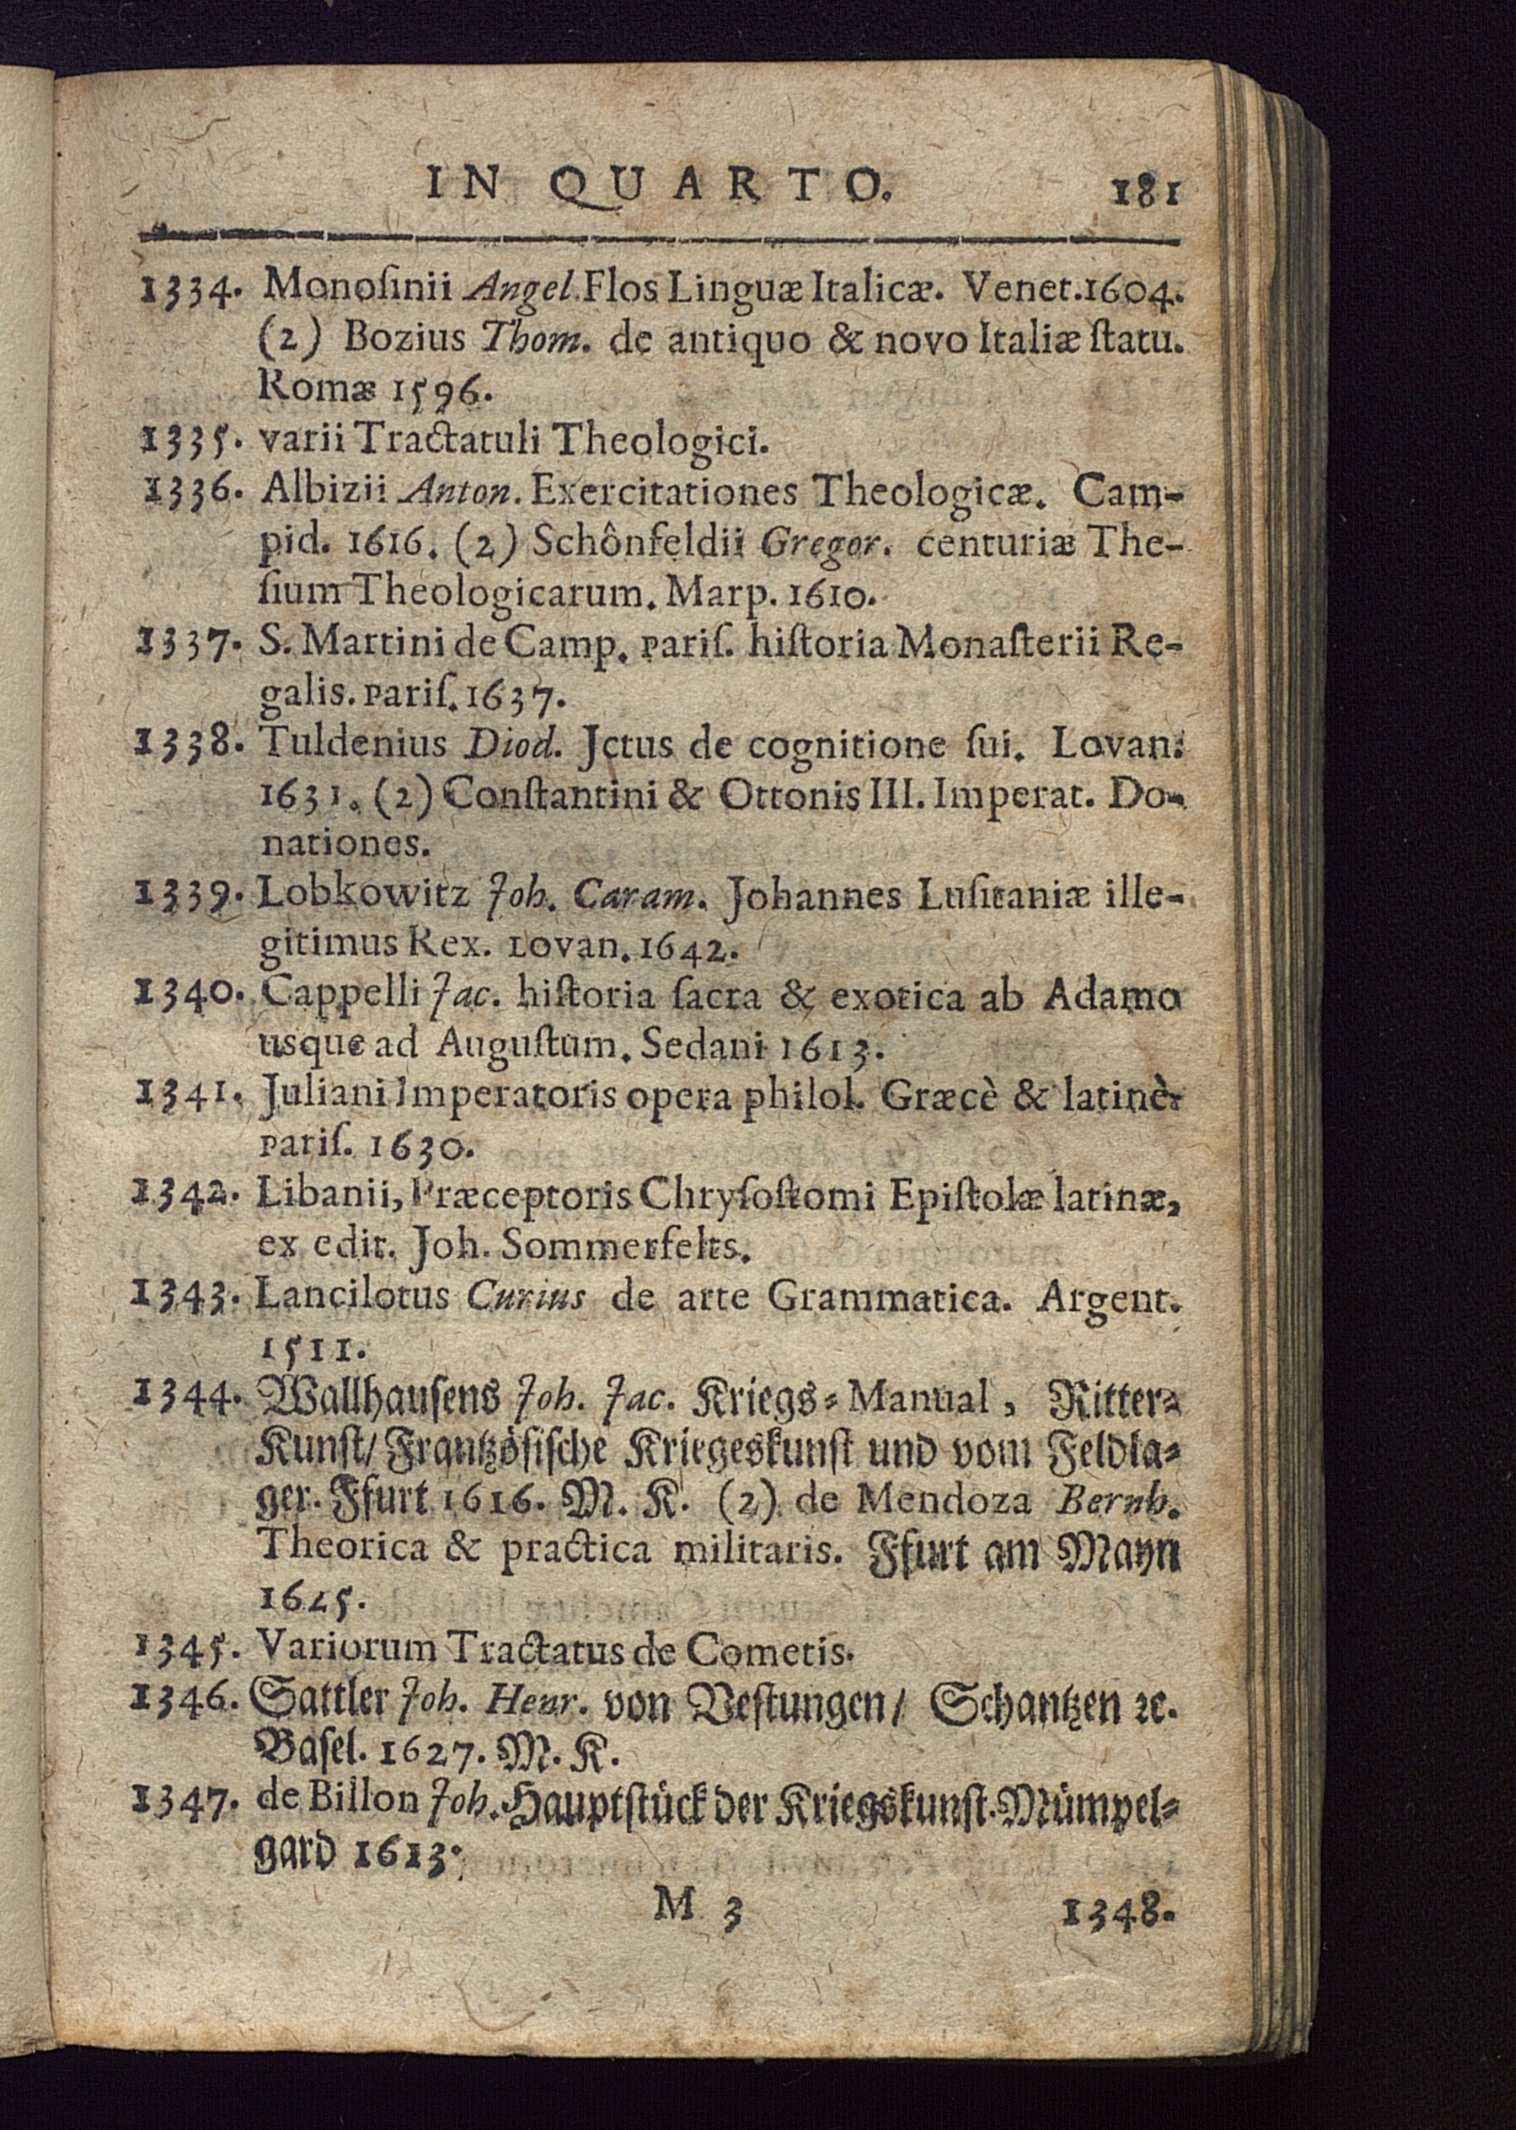 IN QUARTO. 181
1334. Monoſinii Angel. Flos Linguæ Italicæ. Venet. 1604.
(2) Bozius Thom. de antiquo & novo Italiæ ſtatu.
Romæ 1596.
1335. varii Tractatuli Theologici.
1336. Albizii Anton. Exercitationes Theologicæ. Cam-
pid. 1616. (2) Schônfeldii Gregor. centuriæ The-
ſium Theologicarum. Marp. 1610.
1337. S. Martini de Camp. Pariſ. hiſtoria Monaſterii Re-
galis. Pariſ. 1637.
1338. Tuldenius Diod. Jctus de cognitione ſui. Lovan.
1631. (2) Conſtantini & Ottonis III. Imperat. Do-
nationes.
1339. Lobkowitz Joh. Caram. Johannes Luſitaniæ ille-
gitimus Rex. Lovan. 1642.
1340. Cappelli Jac. hiſtoria ſacra & exotica ab Adamo
usque ad Auguſtum. Sedani 1613.
1341. Juliani Imperatoris opera philol. Græcè & latinè.
Pariſ. 1630.
1342. Libanii, Præceptoris Chryſoſtomi Epiſtolæ latinæ,
ex edit. Joh. Sommerfelts.
1343. Lancilotus Curius de arte Grammatica. Argent.
1511.
1344. Wallhauſens Joh. Jac. Kriegs-Manual, Ritter-
Kunſt/ Frantzöſiſche Kriegeskunſt und vom Feldla-
ger. Ffurt 1616. M. K. (2) de Mendoza Bernh.
Theorica & practica militaris. Ffurt am Mayn
1625.
1345. Variorum Tractatus de Cometis.
1346. Sattler Joh. Henr. von Veſtungen/ Schantzen ꝛc.
Baſel. 1627. M. K.
1347. de Billon Joh. Hauptſtück der Kriegskunſt. Mümpel-
gard 1613.
M 3 1348.